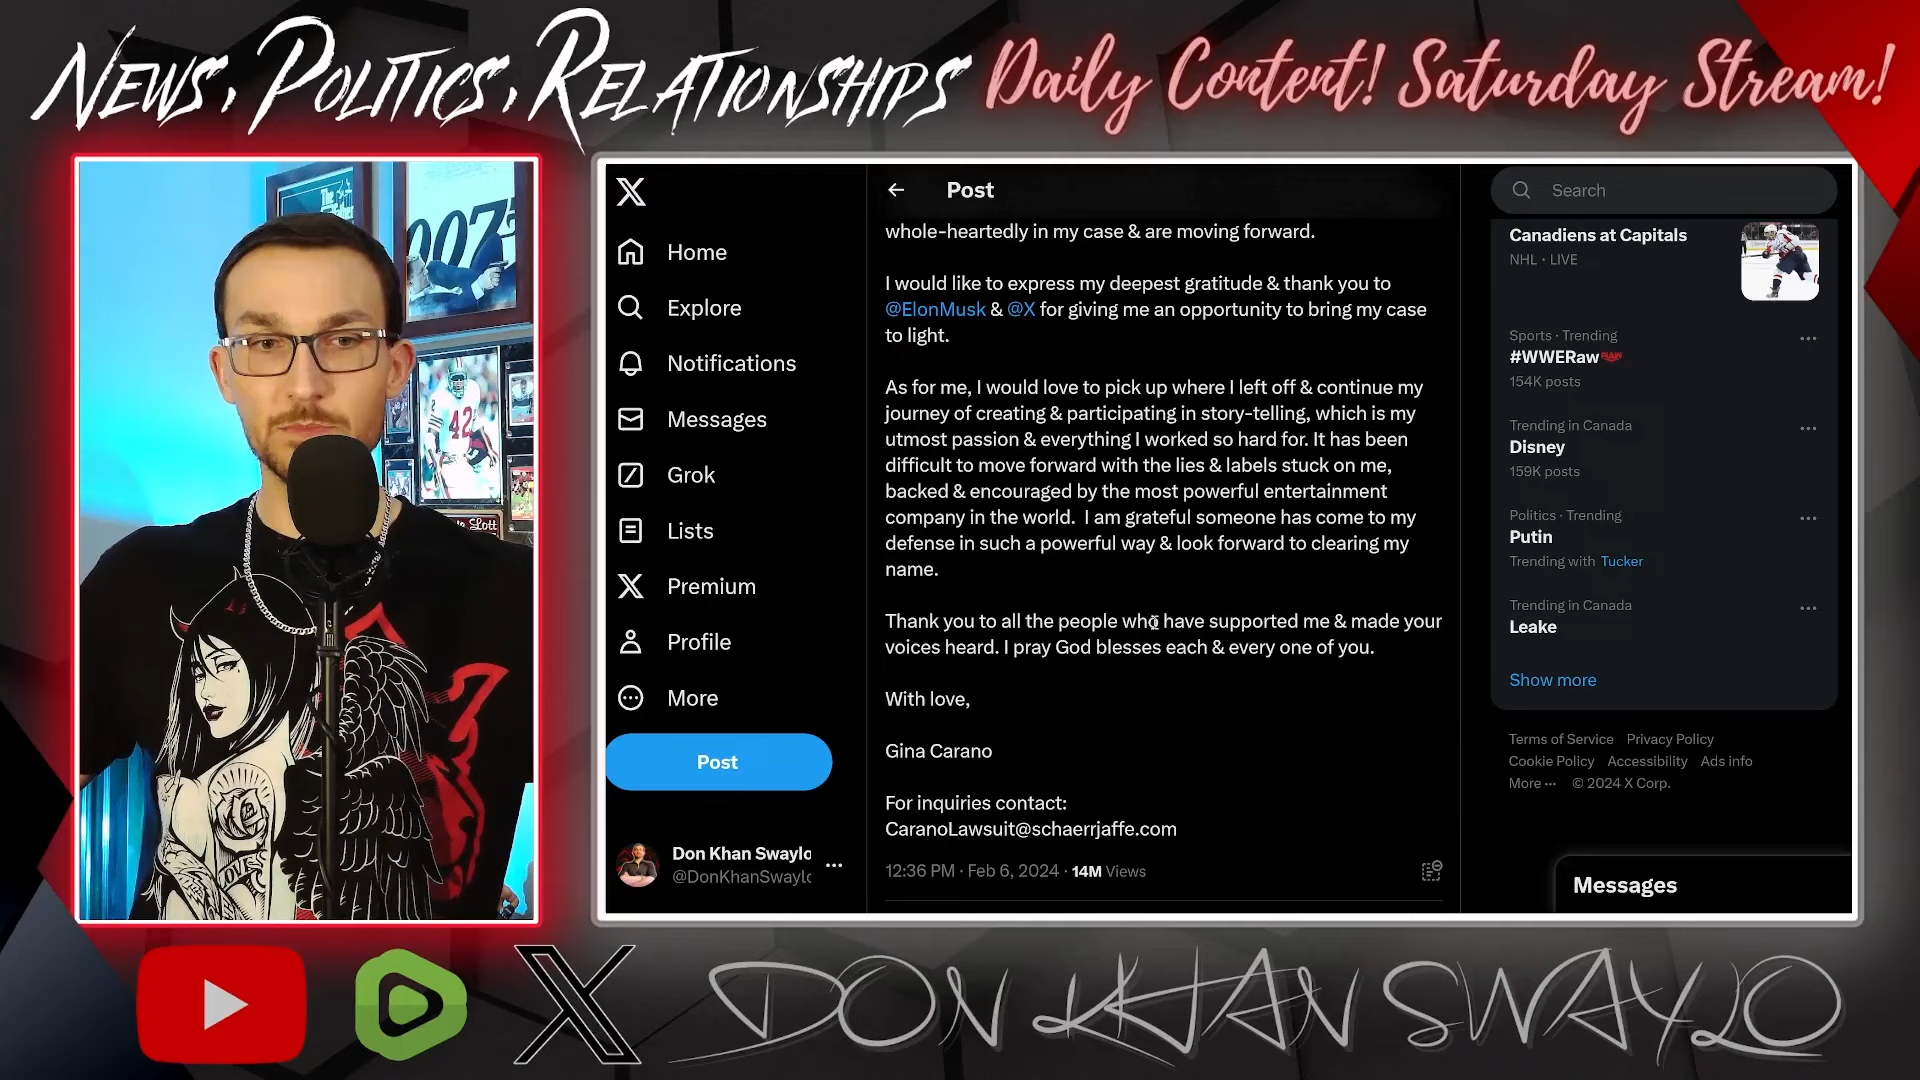 News, Politics, Relationships Daily Content! Saturday Stream!
007
42
Lott
LOVE
Home
Explore
Notifications
Messages
Grok
Lists
Premium
Profile
More
Post
Don Khan Swaylo
@DonKhanSwaylo
Post
whole-heartedly in my case & are moving forward.
I would like to express my deepest gratitude & thank you to
@ElonMusk & @X for giving me an opportunity to bring my case
to light.
As for me, I would love to pick up where I left off & continue my
journey of creating & participating in story-telling, which is my
utmost passion & everything I worked so hard for. It has been
difficult to move forward with the lies & labels stuck on me,
backed & encouraged by the most powerful entertainment
company in the world.  I am grateful someone has come to my
defense in such a powerful way & look forward to clearing my
name.
Thank you to all the people who have supported me & made your
voices heard. I pray God blesses each & every one of you.
With love,
Gina Carano
For inquiries contact:
CaranoLawsuit@schaerrjaffe.com
12:36 PM · Feb 6, 2024 · 14M Views
Search
Canadiens at Capitals
NHL · LIVE
Sports · Trending
#WWERaw
154K posts
Trending in Canada
Disney
159K posts
Politics · Trending
Putin
Trending with Tucker
Trending in Canada
Leake
Show more
Terms of Service Privacy Policy
Cookie Policy Accessibility Ads info
More ··· © 2024 X Corp.
Messages
DON KHAN SWAYLO